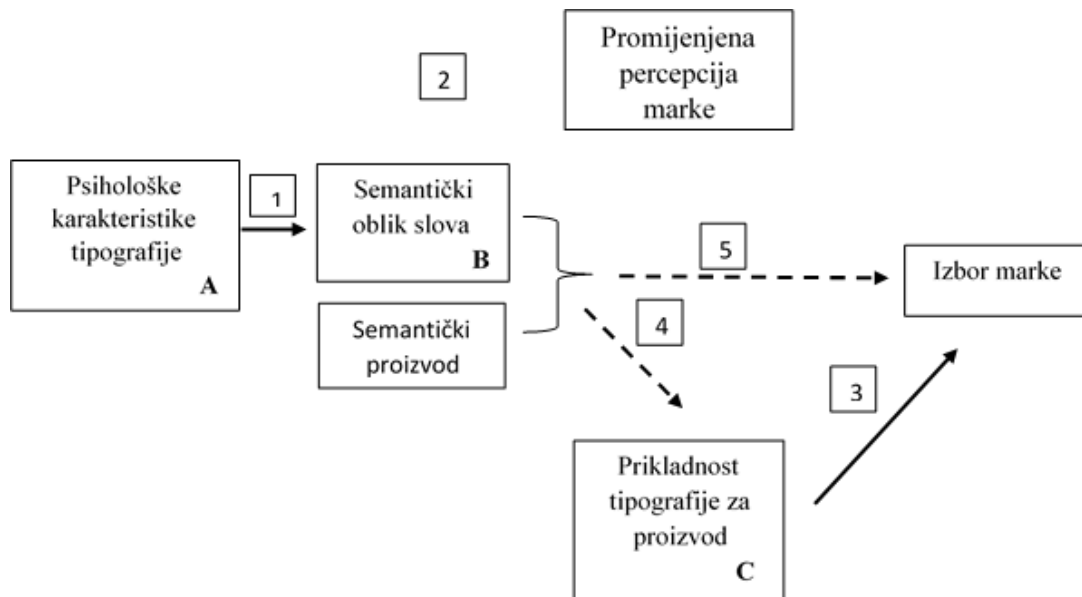 Promijenjena
percepcija
marke
2
Psihološke
karakteristike
tipografije
A
1
Semantički
oblik slova
B
Semantički
proizvod
5
4
Izbor marke
3
Prikladnost
tipografije za
proizvod
C